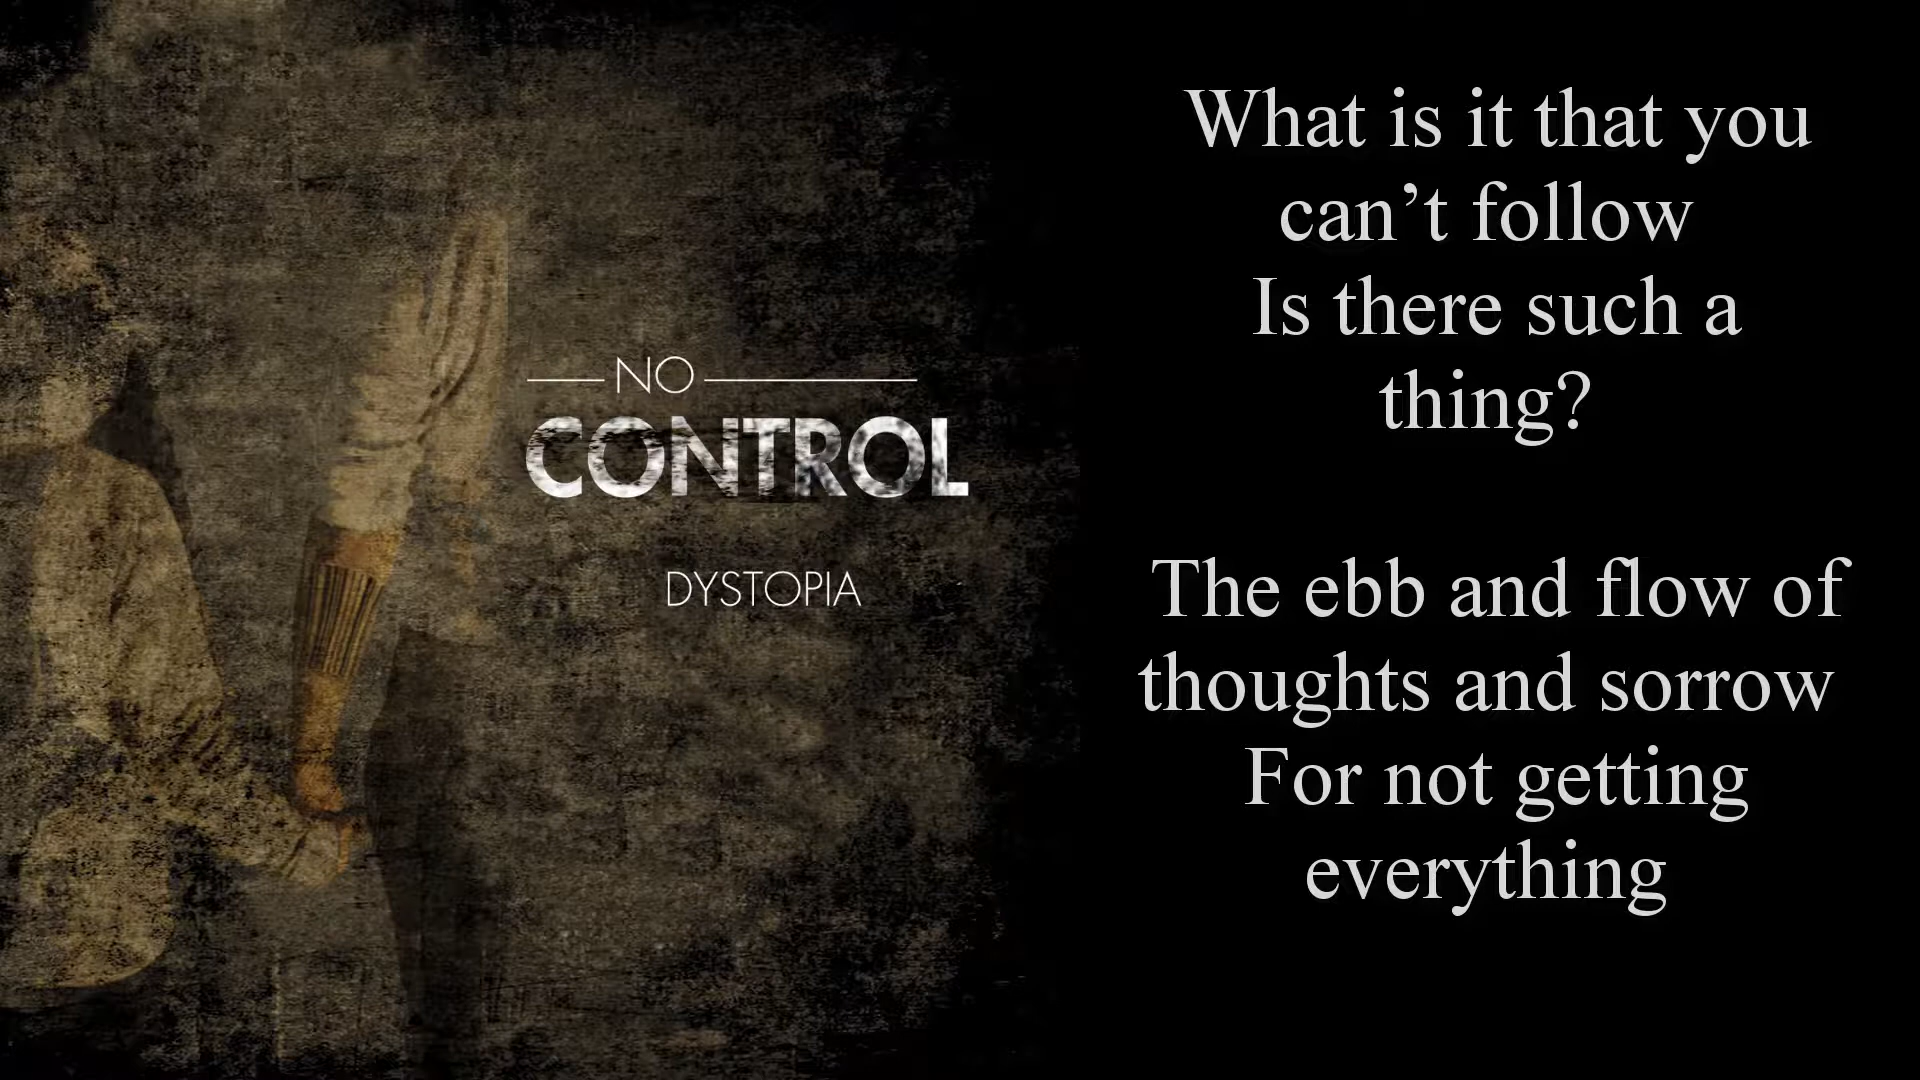 NO
CONTROL
DYSTOPIA
What is it that you
can’t follow
Is there such a
thing?
The ebb and flow of
thoughts and sorrow
For not getting
everything